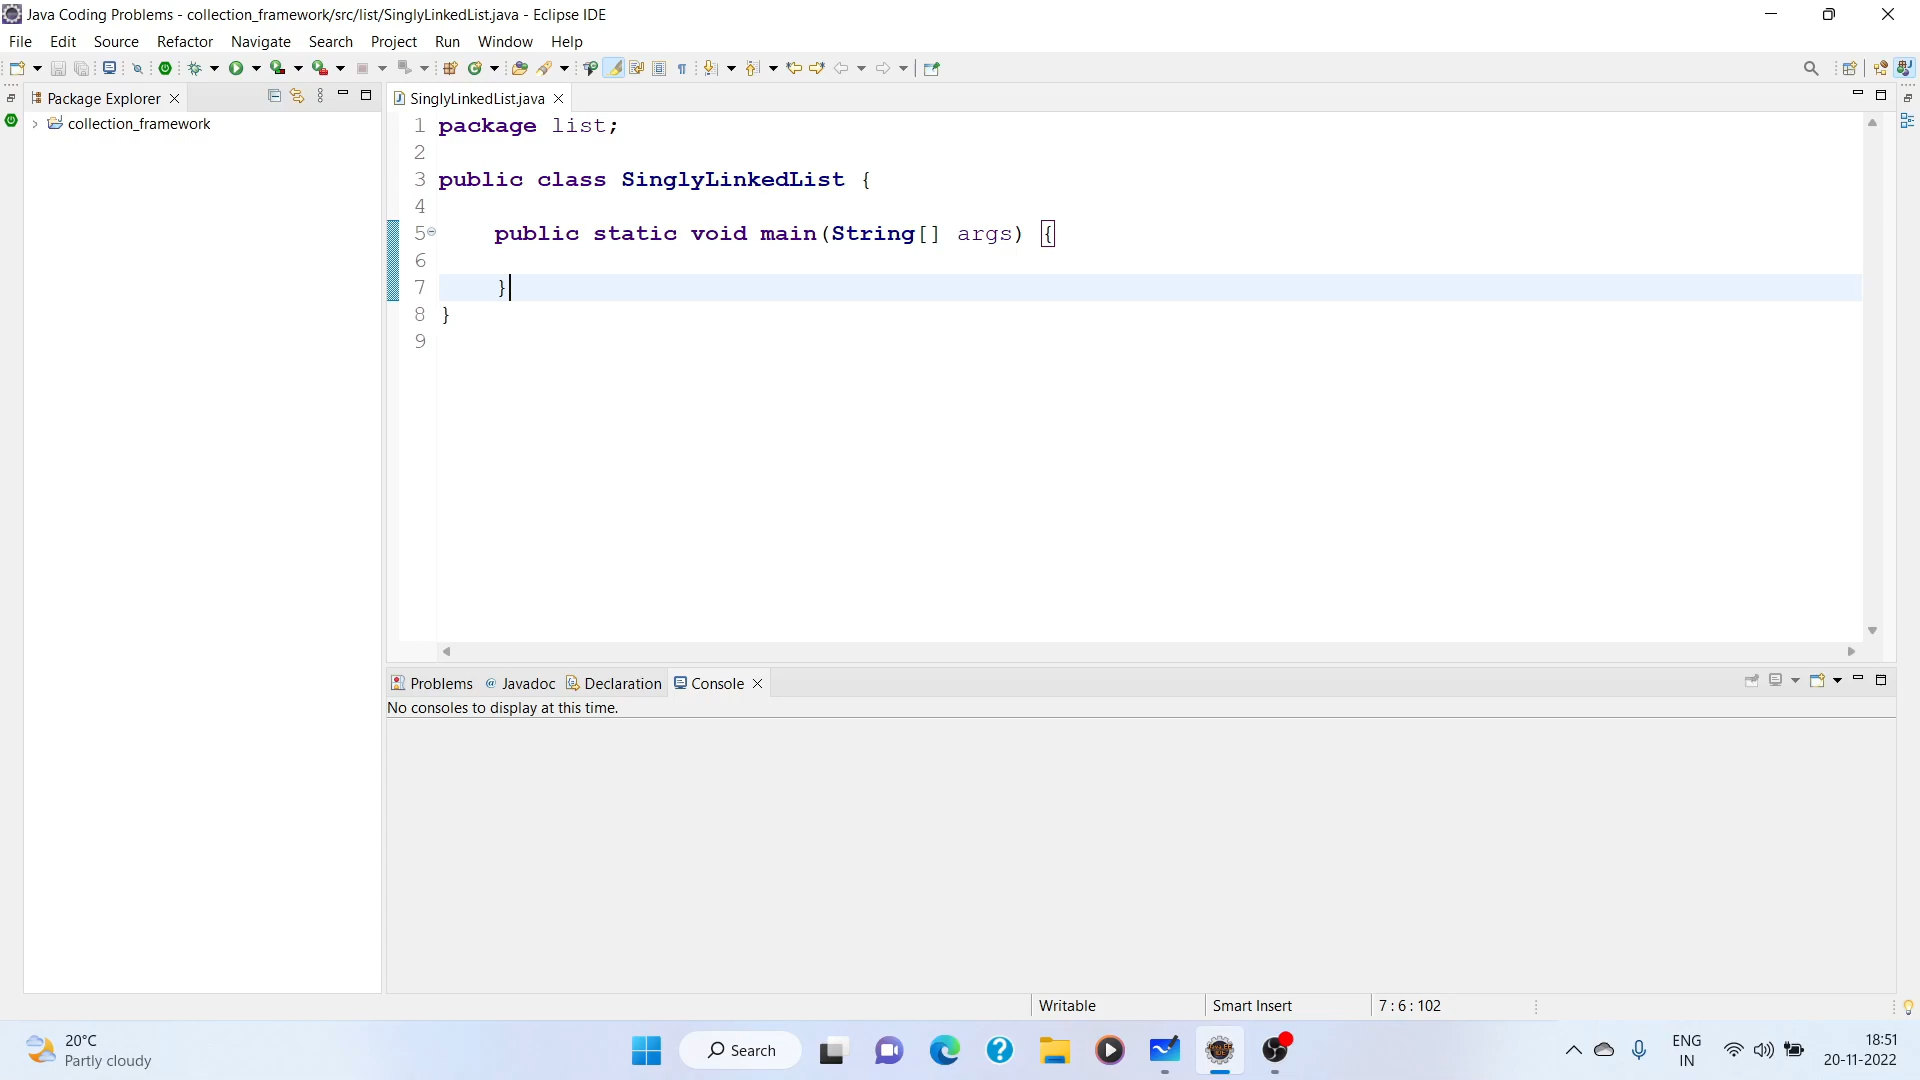 Java Coding Problems - collection_framework/src/list/SinglyLinkedList.java - Eclipse IDE
File Edit Source Refactor Navigate Search Project Run Window Help
Package Explorer
SinglyLinkedList.java
collection_framework
1 package list;
2
3 public class SinglyLinkedList {
4
5 public static void main(String[] args) {
6
7 }
8 }
9
Problems @ Javadoc Declaration Console
No consoles to display at this time.
Writable Smart Insert 7 : 6 : 102
20°C
Partly cloudy
Search
ENG
IN
18:51
20-11-2022